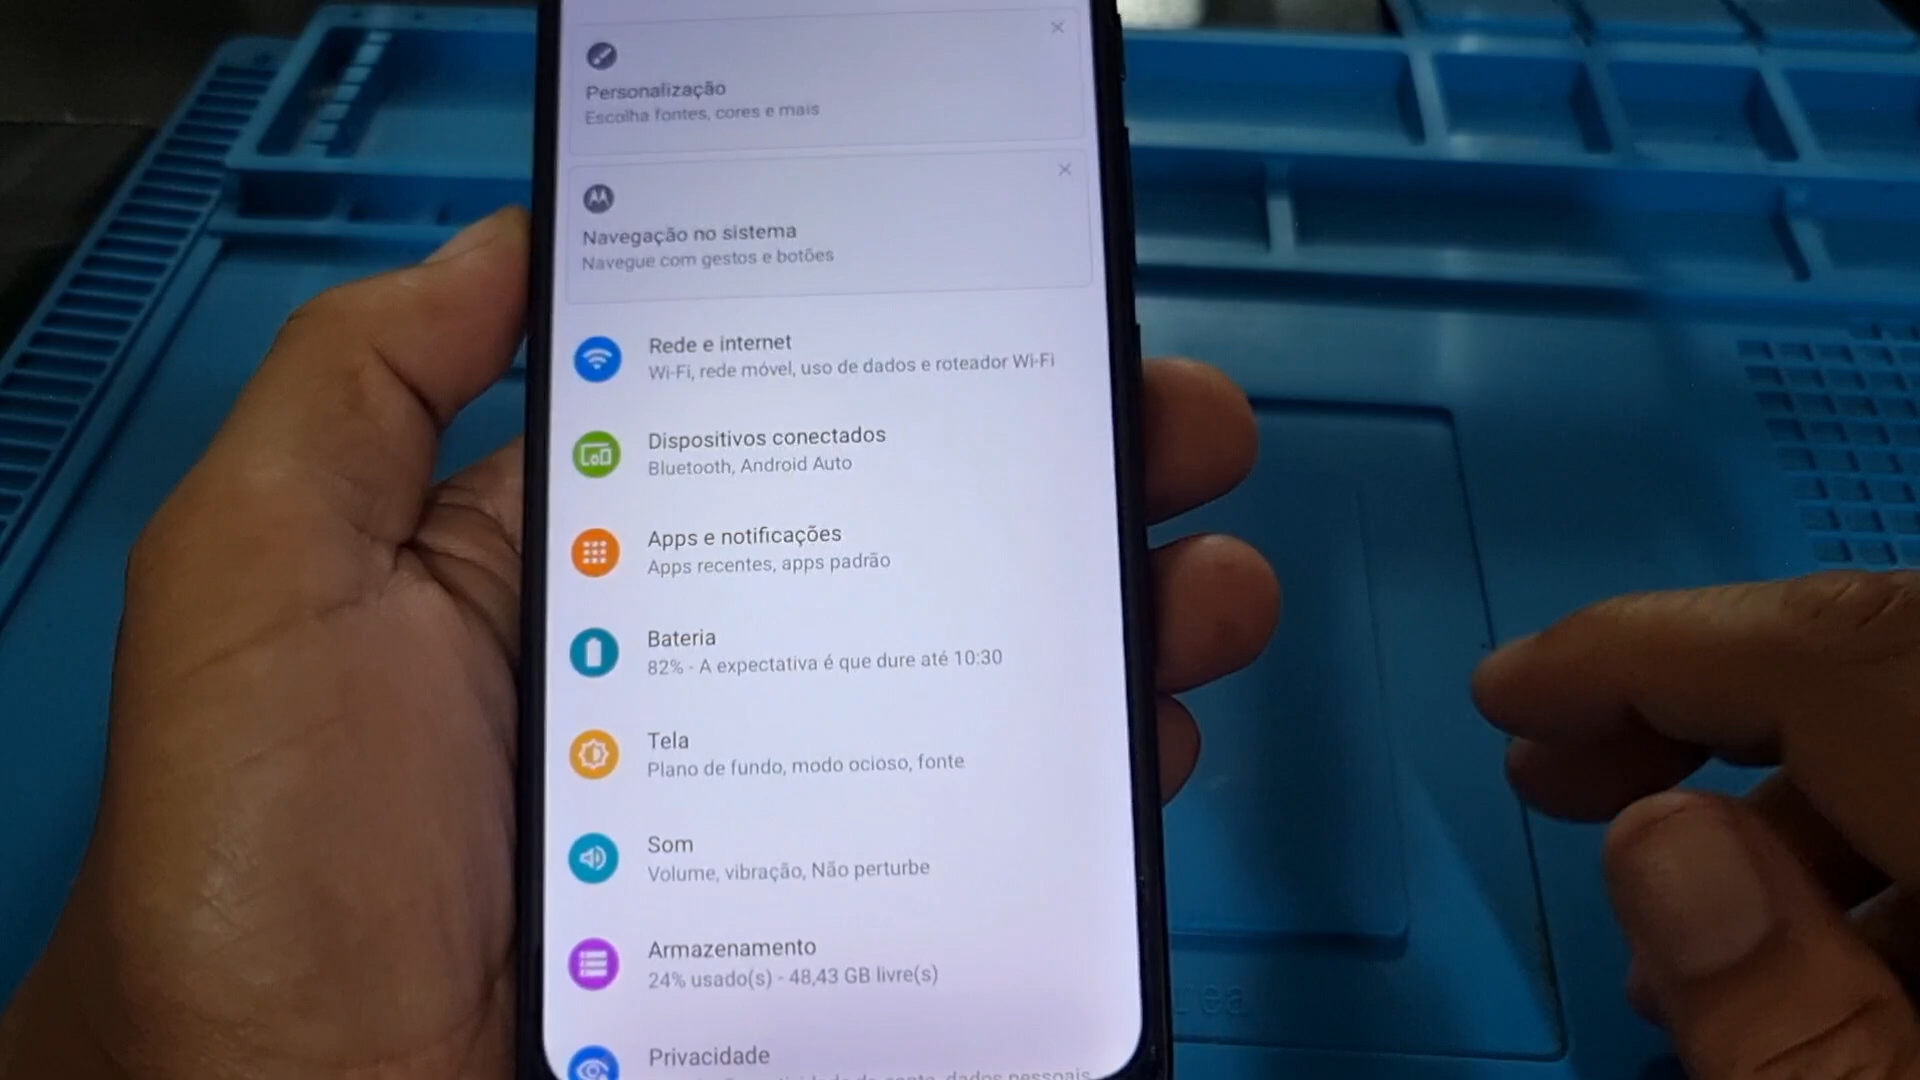 Personalização
Escolha fontes, cores e mais
Navegação no sistema
Navegue com gestos e botões
Rede e internet
Wi-Fi, rede móvel, uso de dados e roteador Wi-Fi
Dispositivos conectados
Bluetooth, Android Auto
Apps e notificações
Apps recentes, apps padrão
Bateria
82% - A expectativa é que dure até 10:30
Tela
Plano de fundo, modo ocioso, fonte
Som
Volume, vibração, Não perturbe
Armazenamento
24% usado(s) - 48,43 GB livre(s)
Privacidade
dados pessoais